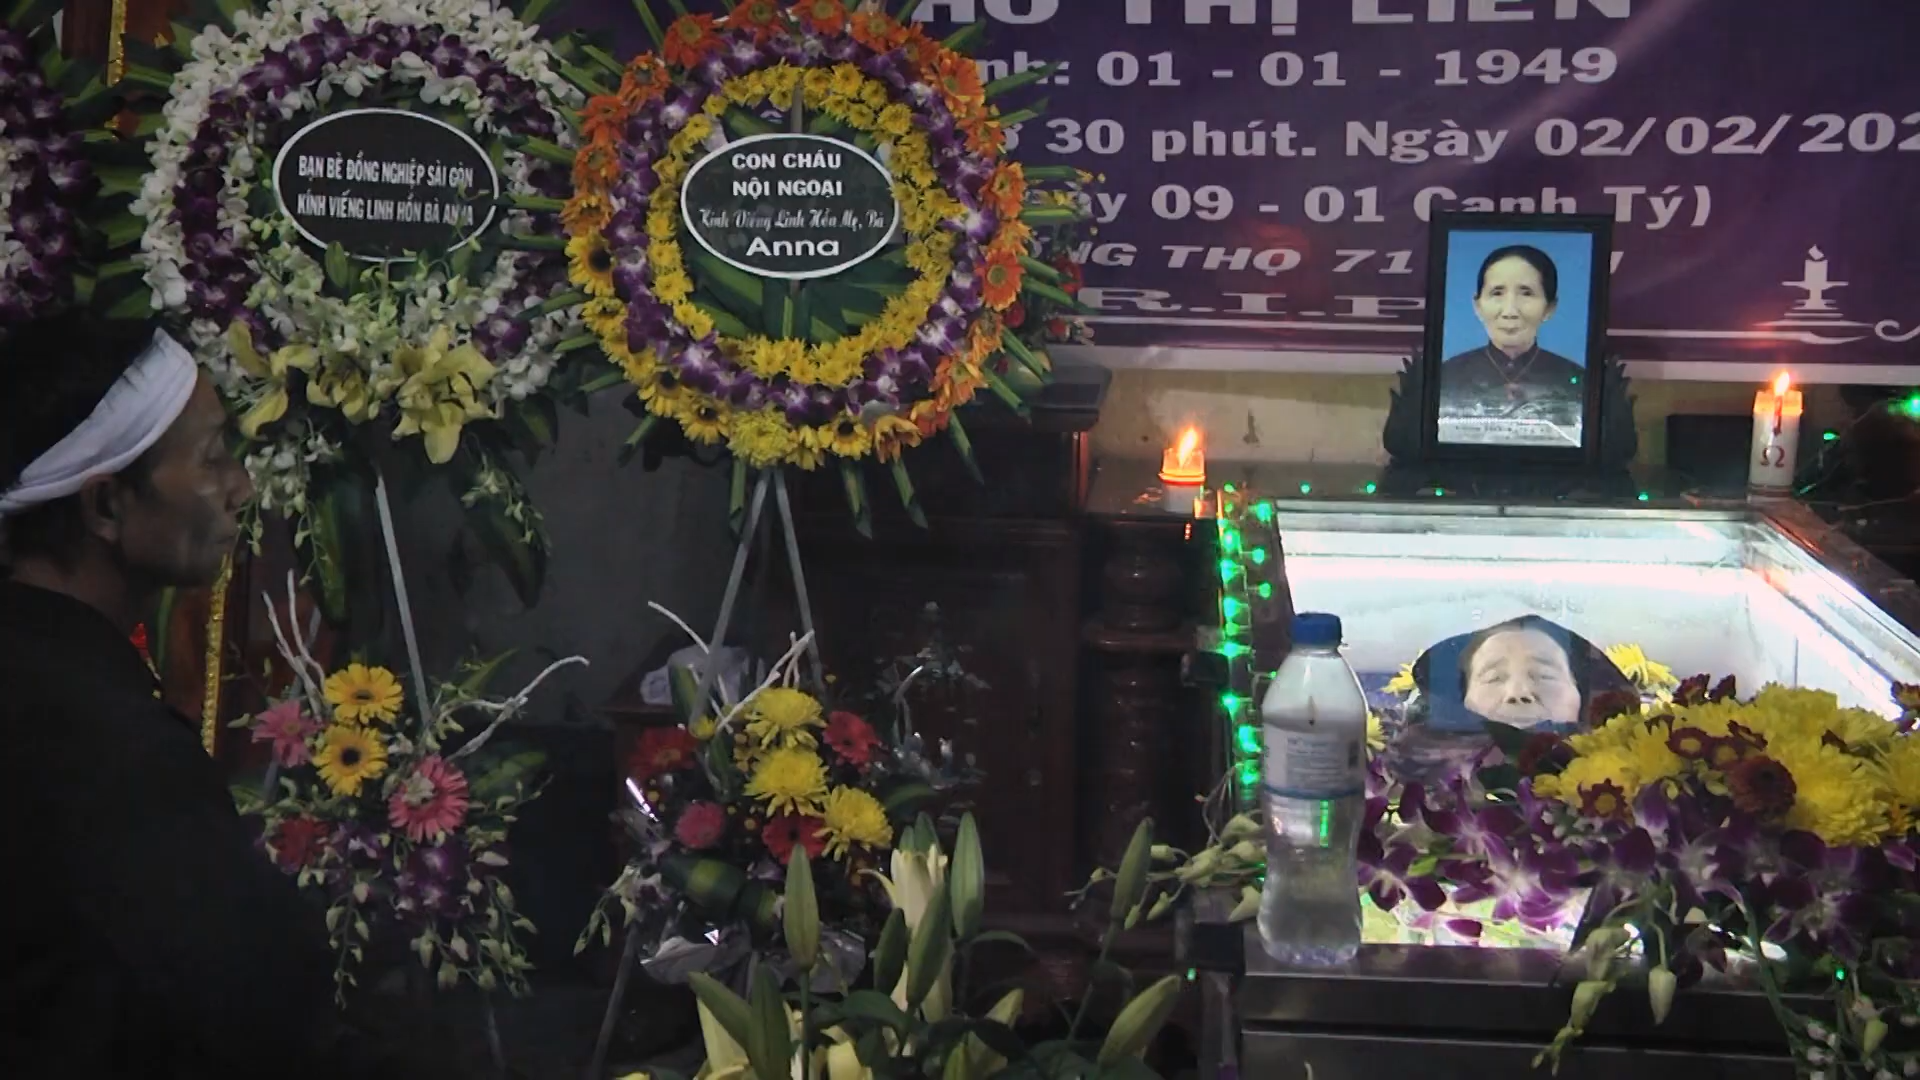 THỊ LIÊN
01 - 01 - 1949
30 phút. Ngày 02/02/202
09 - 01 Canh Tý)
THỌ 71
R.I.P
BẠN BÈ ĐỒNG NGHIỆP SÀI GÒN
KÍNH VIẾNG LINH HỒN BÀ ANNA
CON CHÁU
NỘI NGOẠI
Kính Viếng Linh Hồn Mẹ, Bà
Anna
Ω